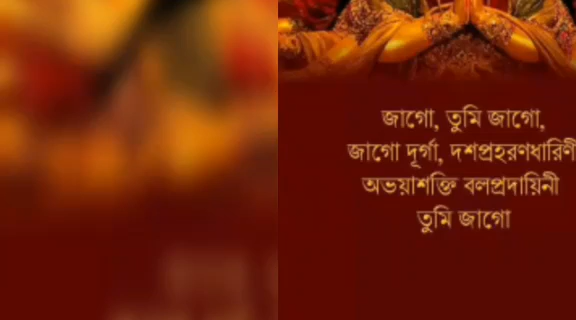 জাগো, তুমি জাগো,
জাগো দূর্গা, দশপ্রহরণধারিণী
অভয়াশক্তি বলপ্রদায়িনী
তুমি জাগো